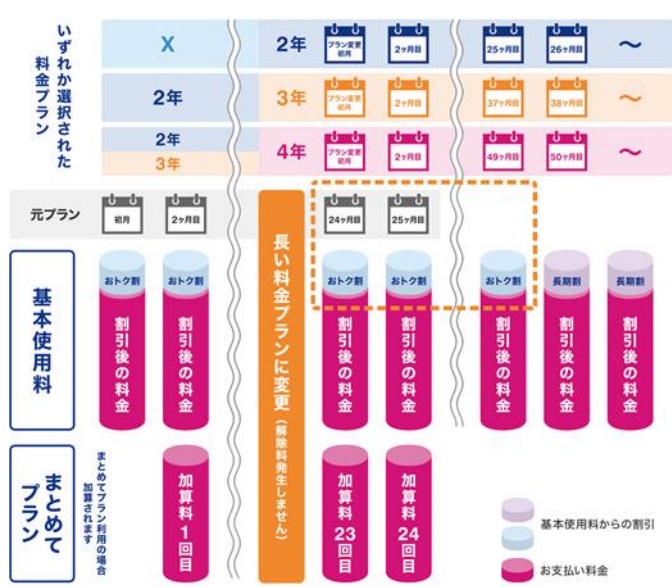 いずれか選択された
料金プラン
X
2年
プラン変更
初月
2ヶ月目
25ヶ月目
26ヶ月目
〜
2年
3年
プラン変更
初月
2ヶ月目
37ヶ月目
38ヶ月目
〜
2年
3年
4年
プラン変更
初月
2ヶ月目
49ヶ月目
50ヶ月目
〜
元プラン
初月
2ヶ月目
24ヶ月目
25ヶ月目
長い料金プランに変更（解除料発生しません）
基本使用料
おトク割
割引後の料金
おトク割
割引後の料金
おトク割
割引後の料金
おトク割
割引後の料金
おトク割
割引後の料金
長期割
割引後の料金
長期割
割引後の料金
まとめて
プラン
まとめてプラン利用の場合
加算されます
加算料
1
回目
加算料
23
回目
加算料
24
回目
基本使用料からの割引
お支払い料金